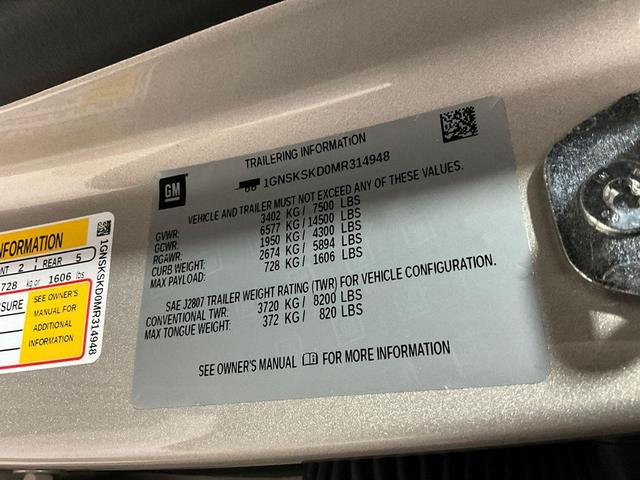 GM
TRAILERING INFORMATION
1GNSKSKD0MR314948
VEHICLE AND TRAILER MUST NOT EXCEED ANY OF THESE VALUES.
GVWR: 3402 KG/ 7500 LBS
GCWR: 6577 KG/ 14500 LBS
RGAWR: 1950 KG/ 4300 LBS
CURB WEIGHT: 2674 KG/ 5894 LBS
MAX PAYLOAD: 728 KG/ 1606 LBS
SAE J2807 TRAILER WEIGHT RATING (TWR) FOR VEHICLE CONFIGURATION.
CONVENTIONAL TWR: 3720 KG/ 8200 LBS
MAX TONGUE WEIGHT: 372 KG/ 820 LBS
SEE OWNER'S MANUAL FOR MORE INFORMATION
2 REAR 5
728 kg or 1606 lbs
SEE OWNER'S
MANUAL FOR
ADDITIONAL
INFORMATION
1GNSKSKD0MR314948